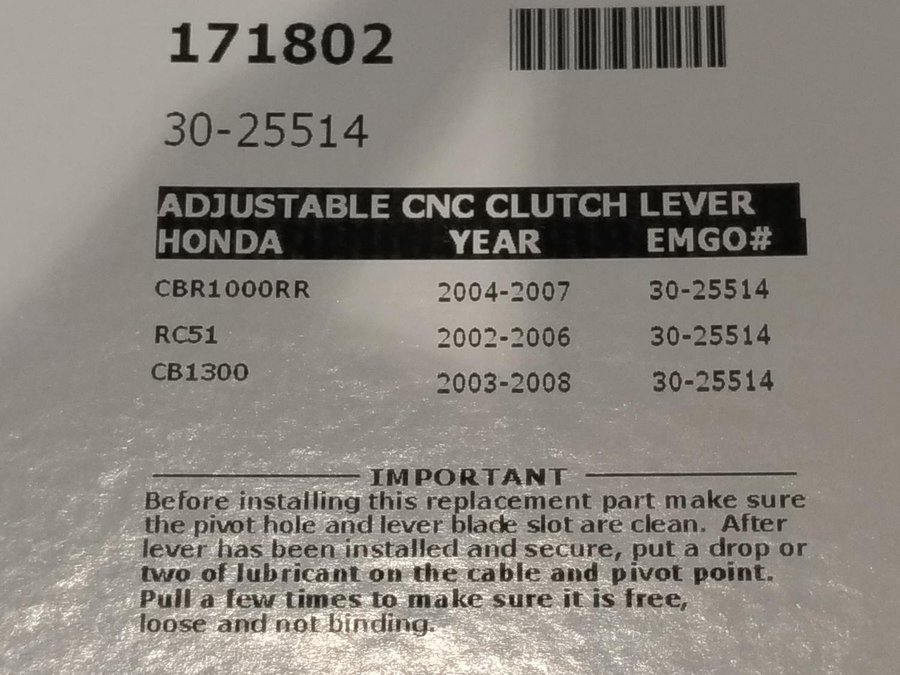 171802
30-25514
ADJUSTABLE CNC CLUTCH LEVER
HONDA YEAR EMGO#
CBR1000RR 2004-2007 30-25514
RC51 2002-2006 30-25514
CB1300 2003-2008 30-25514
IMPORTANT
Before installing this replacement part make sure
the pivot hole and lever blade slot are clean. After
lever has been installed and secure, put a drop or
two of lubricant on the cable and pivot point.
Pull a few times to make sure it is free,
loose and not binding.